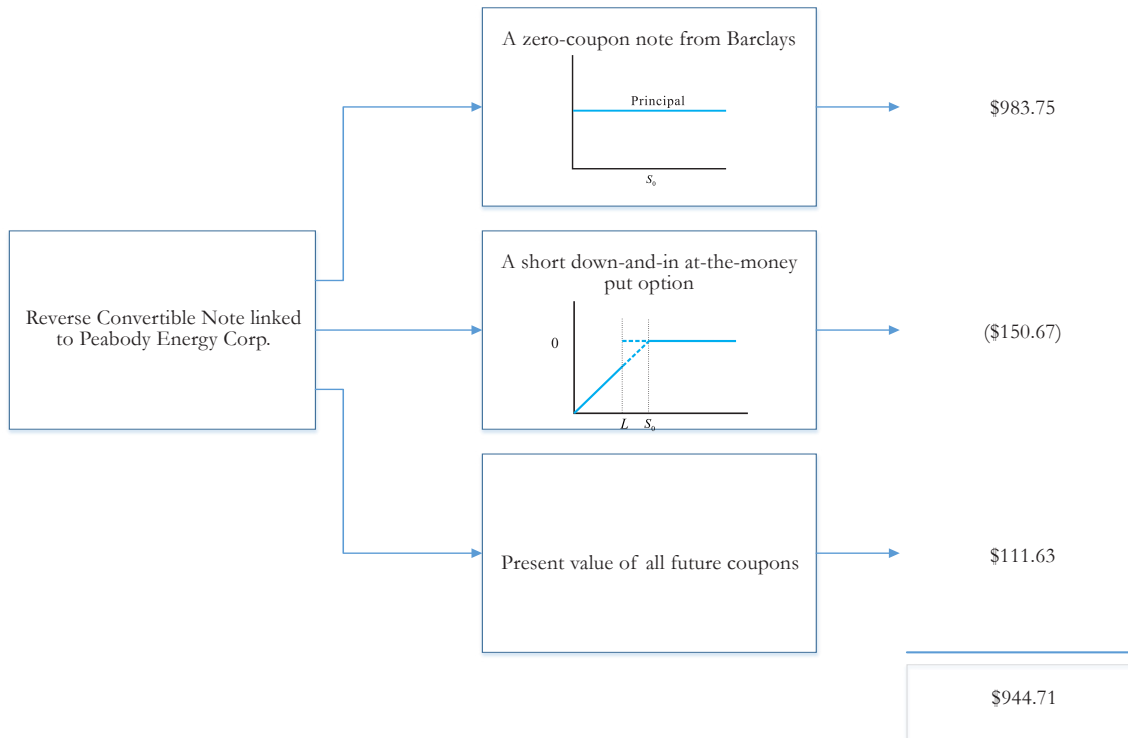 Reverse Convertible Note linked
to Peabody Energy Corp.
A zero-coupon note from Barclays
Principal
S₀
$983.75
A short down-and-in at-the-money
put option
0
L S₀
($150.67)
Present value of all future coupons
$111.63
$944.71